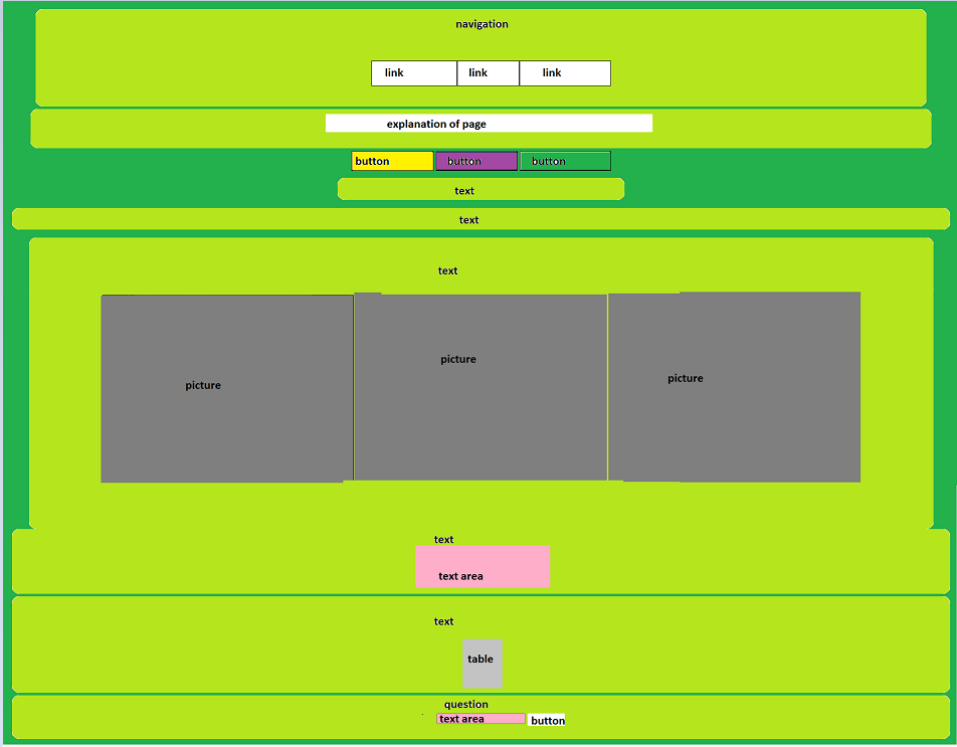 navigation
link link link
explanation of page
button button button
text
text
text
picture picture picture
text
text area
text
table
question
text area button